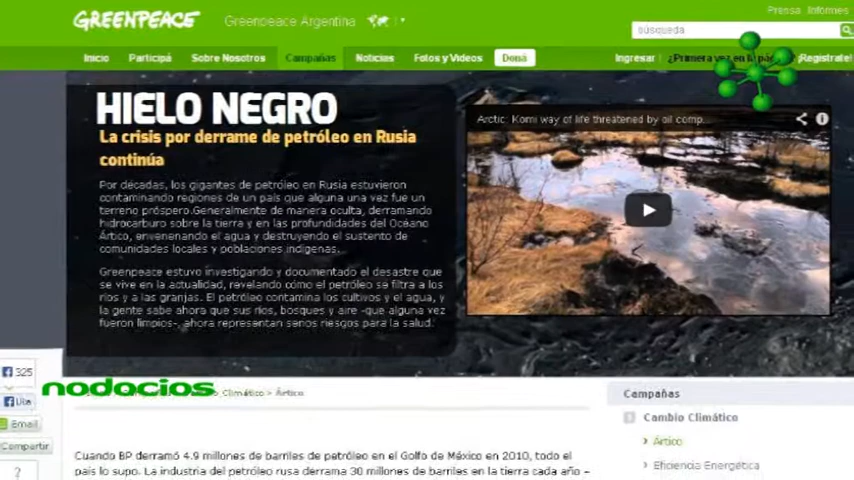 Prensa Informes
GREENPEACE Greenpeace Argentina
búsqueda
Inicio Participá Sobre Nosotros Campañas Noticias Fotos y Videos Doná Ingresar ¿Primera vez en la Registrate!
HIELO NEGRO
La crisis por derrame de petróleo en Rusia
continúa
Por décadas, los gigantes de petróleo en Rusia estuvieron
contaminando regiones de un país que alguna una vez fue un
terreno próspero.Generalmente de manera oculta, derramando
hidrocarburo sobre la tierra y en las profundidades del Océano
Ártico, envenenando el agua y destruyendo el sustento de
comunidades locales y poblaciones indígenas.
Greenpeace estuvo investigando y documentado el desastre que
se vive en la actualidad, revelando cómo el petróleo se filtra a los
ríos y a las granjas. El petróleo contamina los cultivos y el agua, y
la gente sabe ahora que sus ríos, bosques y aire -que alguna vez
fueron limpios-, ahora representan serios riesgos para la salud.
Arctic: Komi way of life threatened by oil comp...
325
Like
Email
Compartir
?
nodocios
Climático > Ártico
Cuando BP derramó 4.9 millones de barriles de petróleo en el Golfo de México en 2010, todo el
país lo supo. La industria del petróleo rusa derrama 30 millones de barriles en la tierra cada año –
Campañas
Cambio Climático
Ártico
Eficiencia Energética